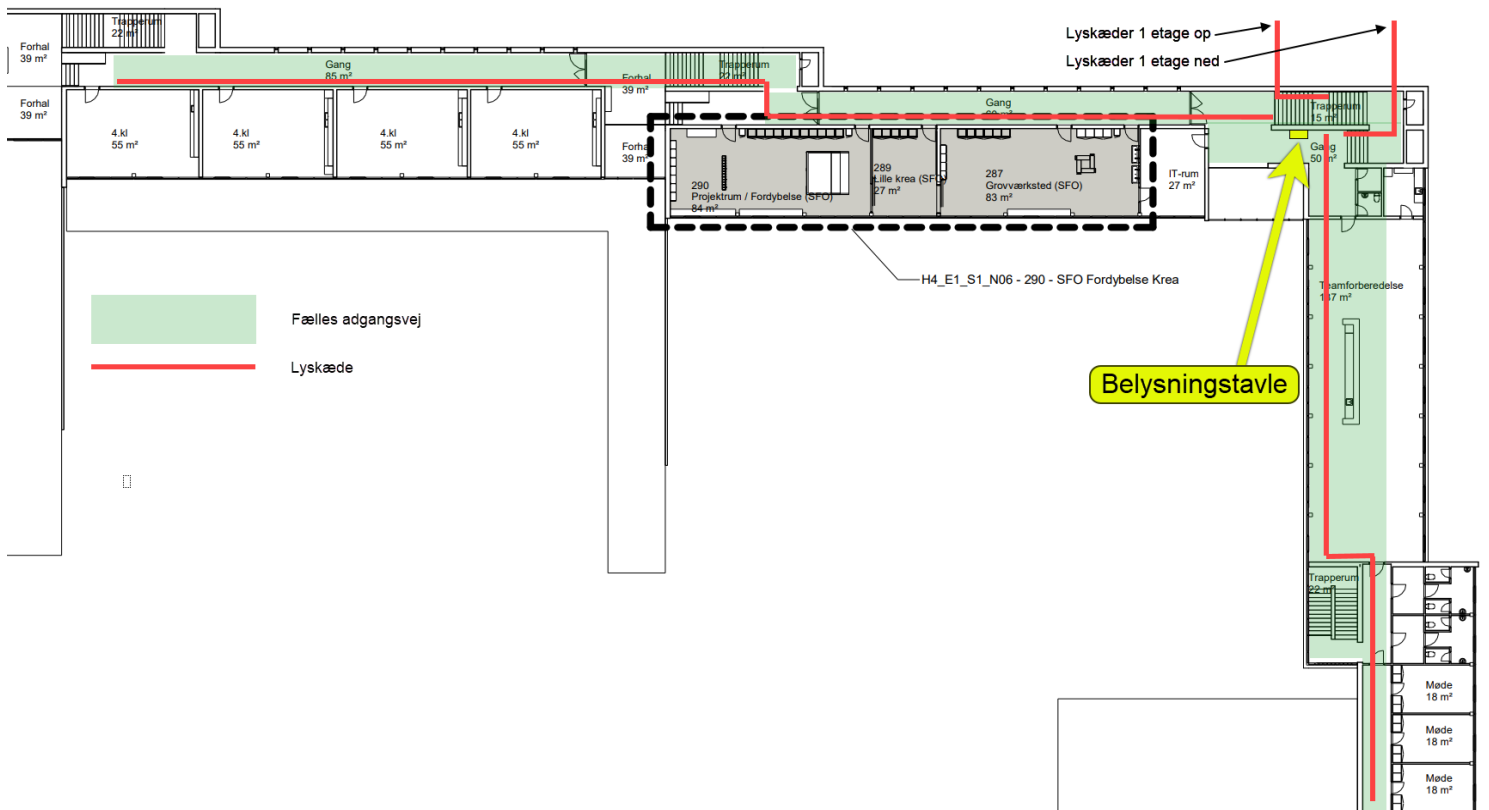 Trapperum
22 m²
Forhal
39 m²
Forhal
39 m²
Gang
85 m²
Forhal
39 m²
Trapperum
22 m²
Lyskæder 1 etage op
Lyskæder 1 etage ned
Gang
Trapperum
15 m²
4.kl
55 m²
4.kl
55 m²
4.kl
55 m²
4.kl
55 m²
Forhal
39 m²
290
Projektrum / Fordybelse (SFO)
84 m²
289
Lille krea (SFO)
27 m²
287
Grovværksted (SFO)
83 m²
IT-rum
27 m²
Gang
50 m²
H4_E1_S1_N06 - 290 - SFO Fordybelse Krea
Teamforberedelse
Fælles adgangsvej
Lyskæde
Belysningstavle
Trapperum
22 m²
Møde
18 m²
Møde
18 m²
Møde
18 m²